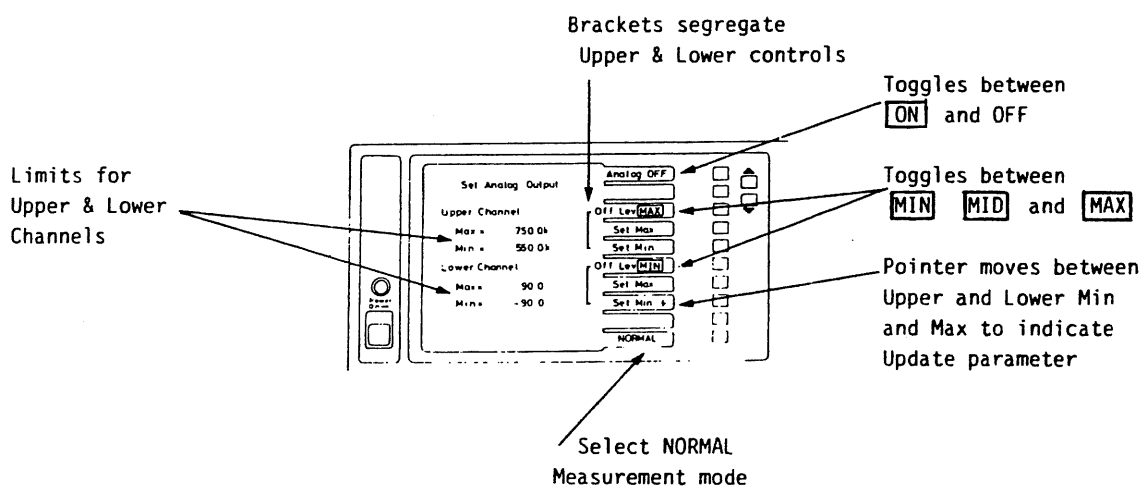 Brackets segregate
Upper & Lower controls
Toggles between
ON and OFF
Limits for
Upper & Lower
Channels
Toggles between
MIN MID and MAX
Pointer moves between
Upper and Lower Min
and Max to indicate
Update parameter
Select NORMAL
Measurement mode
Set Analog Output
Upper Channel
Max = 750.0k
Min = 550.0k
Lower Channel
Max = 90.0
Min = -90.0
Analog OFF
Off Lev MAX
Set Max
Set Min
Off Lev MIN
Set Max
Set Min
NORMAL
Power